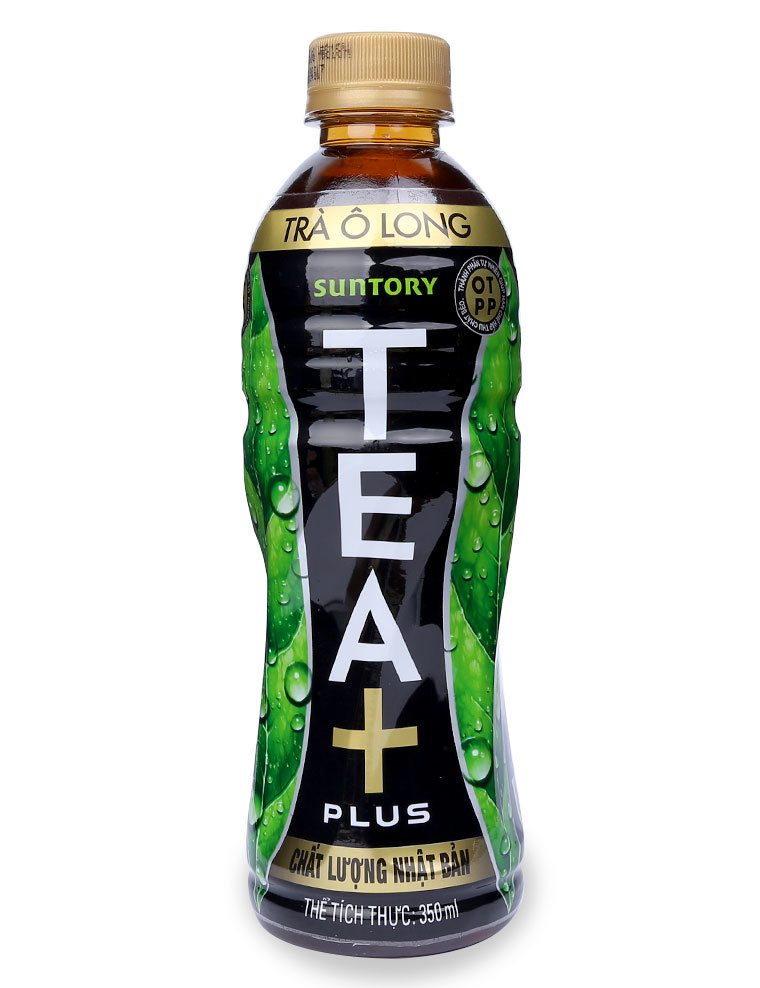 TRÀ Ô LONG
SUNTORY
OT
PP
TEA+
PLUS
CHẤT LƯỢNG NHẬT BẢN
THỂ TÍCH THỰC: 350 ml